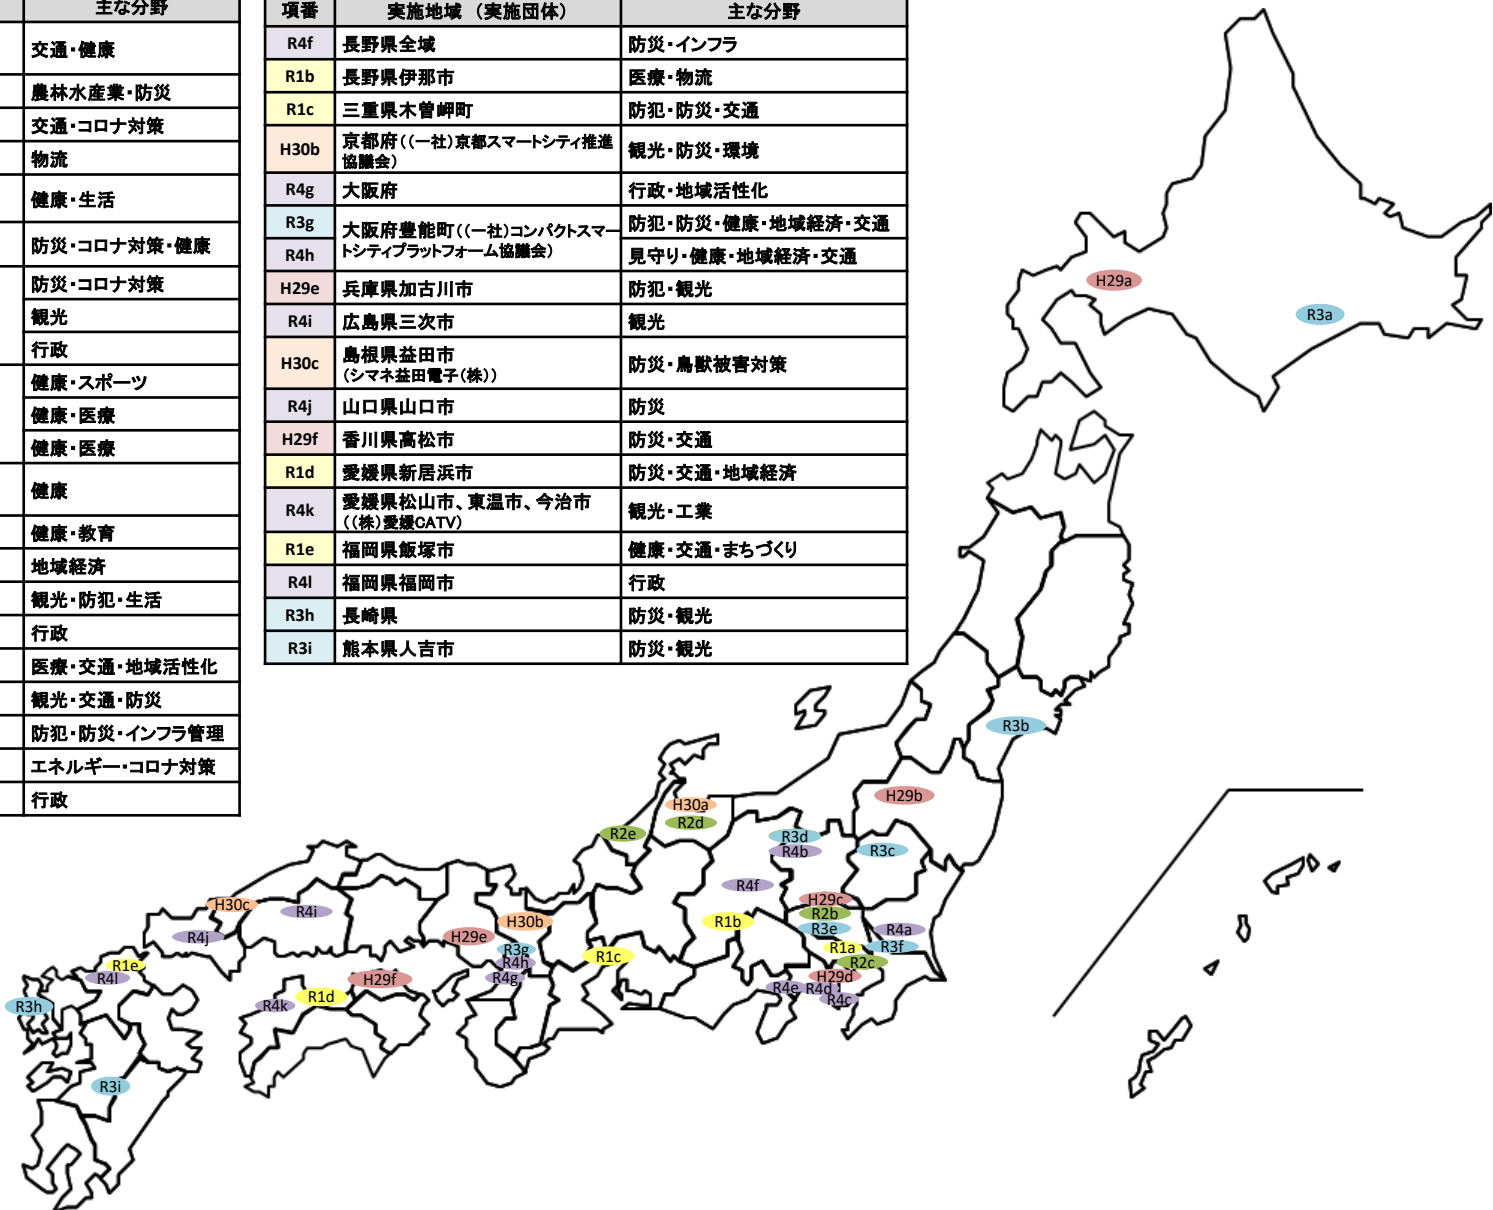 主な分野
交通・健康
農林水産業・防災
交通・コロナ対策
物流
健康・生活
防災・コロナ対策・健康
防災・コロナ対策
観光
行政
健康・スポーツ
健康・医療
健康・医療
健康
健康・教育
地域経済
観光・防犯・生活
行政
医療・交通・地域活性化
観光・交通・防災
防犯・防災・インフラ管理
エネルギー・コロナ対策
行政
項番 実施地域 （実施団体） 主な分野
R4f 長野県全域 防災・インフラ
R1b 長野県伊那市 医療・物流
R1c 三重県木曽岬町 防犯・防災・交通
H30b 京都府((一社)京都スマートシティ推進
協議会) 観光・防災・環境
R4g 大阪府 行政・地域活性化
R3g 大阪府豊能町((一社)コンパクトスマー 防犯・防災・健康・地域経済・交通
R4h トシティプラットフォーム協議会) 見守り・健康・地域経済・交通
H29e 兵庫県加古川市 防犯・観光
R4i 広島県三次市 観光
H30c 島根県益田市
(シマネ益田電子(株)) 防災・鳥獣被害対策
R4j 山口県山口市 防災
H29f 香川県高松市 防災・交通
R1d 愛媛県新居浜市 防災・交通・地域経済
R4k 愛媛県松山市、東温市、今治市
((株)愛媛CATV) 観光・工業
R1e 福岡県飯塚市 健康・交通・まちづくり
R4l 福岡県福岡市 行政
R3h 長崎県 防災・観光
R3i 熊本県人吉市 防災・観光
H29a
R3a
R3b
H29b
H30a
R2d
R2e
R3d
R4b
R3c
R4f
H29c
R2b
R3e
R1b
R4a
R3f
R1a
R2c
H29d
R4e
R4d
R4c
H30c
R4i
R4j
H30b
H29e
R3g
R4h
R4g
R1c
R1e
R4l
H29f
R1d
R4k
R3h
R3i